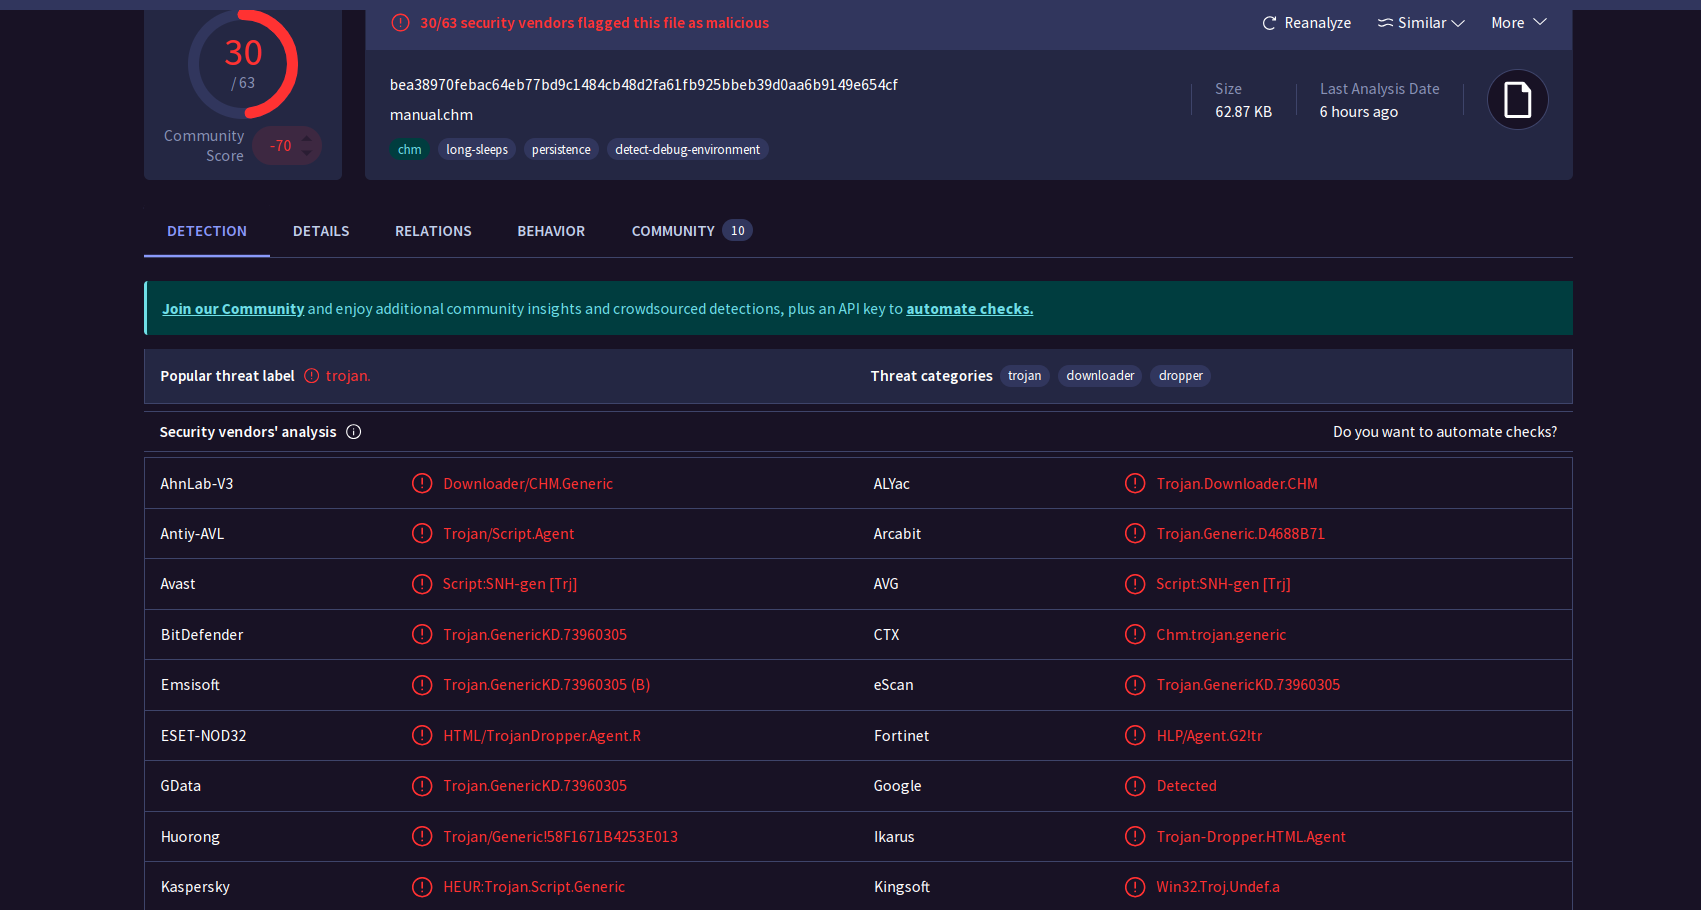 30/63 security vendors flagged this file as malicious
Reanalyze Similar More
30
/ 63
Community Score -70
bea38970febac64eb77bd9c1484cb48d2fa61fb925bbeb39d0aa6b9149e654cf
manual.chm
chm long-sleeps persistence detect-debug-environment
Size
62.87 KB
Last Analysis Date
6 hours ago
DETECTION DETAILS RELATIONS BEHAVIOR COMMUNITY 10
Join our Community and enjoy additional community insights and crowdsourced detections, plus an API key to automate checks.
Popular threat label trojan. Threat categories trojan downloader dropper
Security vendors' analysis Do you want to automate checks?
AhnLab-V3 Downloader/CHM.Generic ALYac Trojan.Downloader.CHM
Antiy-AVL Trojan/Script.Agent Arcabit Trojan.Generic.D4688B71
Avast Script:SNH-gen [Trj] AVG Script:SNH-gen [Trj]
BitDefender Trojan.GenericKD.73960305 CTX Chm.trojan.generic
Emsisoft Trojan.GenericKD.73960305 (B) eScan Trojan.GenericKD.73960305
ESET-NOD32 HTML/TrojanDropper.Agent.R Fortinet HLP/Agent.G2!tr
GData Trojan.GenericKD.73960305 Google Detected
Huorong Trojan/Generic!58F1671B4253E013 Ikarus Trojan-Dropper.HTML.Agent
Kaspersky HEUR:Trojan.Script.Generic Kingsoft Win32.Troj.Undef.a